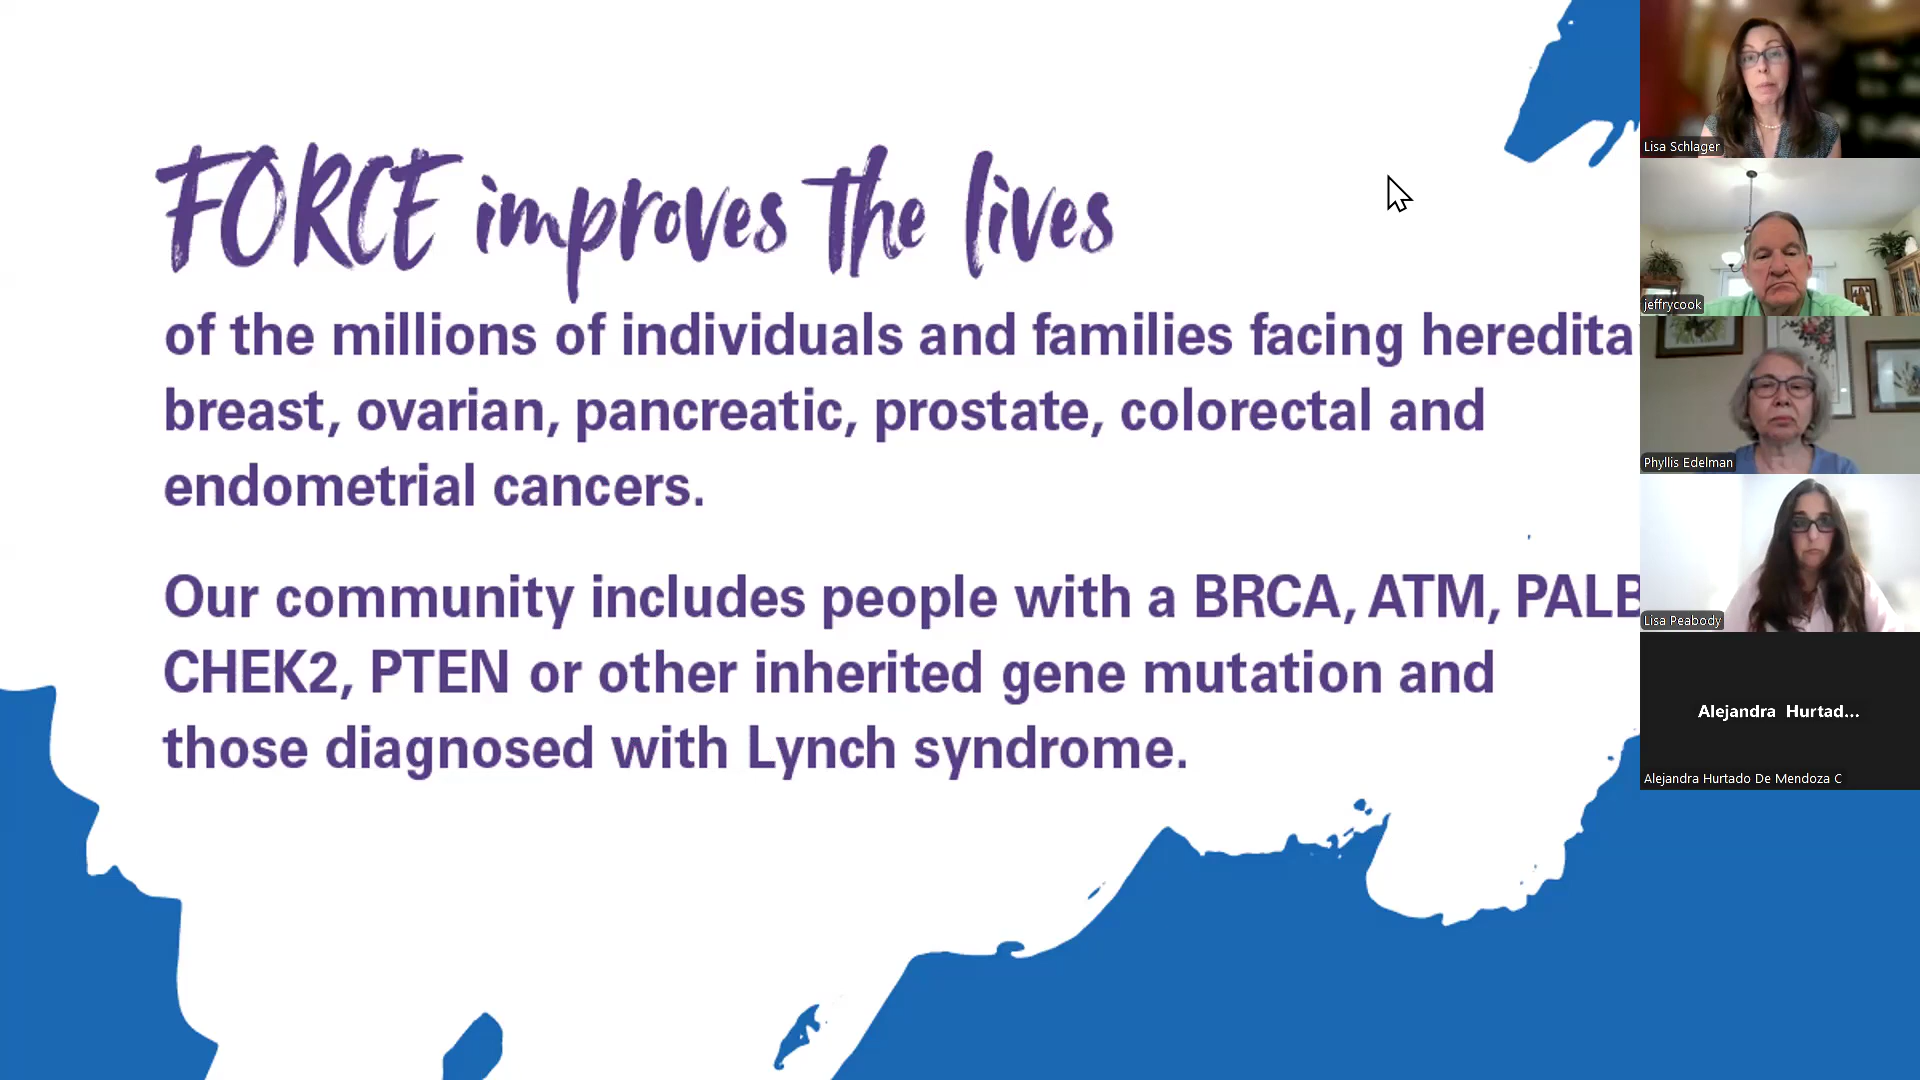 FORCE improves the lives
of the millions of individuals and families facing heredita
breast, ovarian, pancreatic, prostate, colorectal and
endometrial cancers.
Our community includes people with a BRCA, ATM, PALB
CHEK2, PTEN or other inherited gene mutation and
those diagnosed with Lynch syndrome.
Lisa Schlager
jeffrycook
Phyllis Edelman
Lisa Peabody
Alejandra Hurtad...
Alejandra Hurtado De Mendoza C